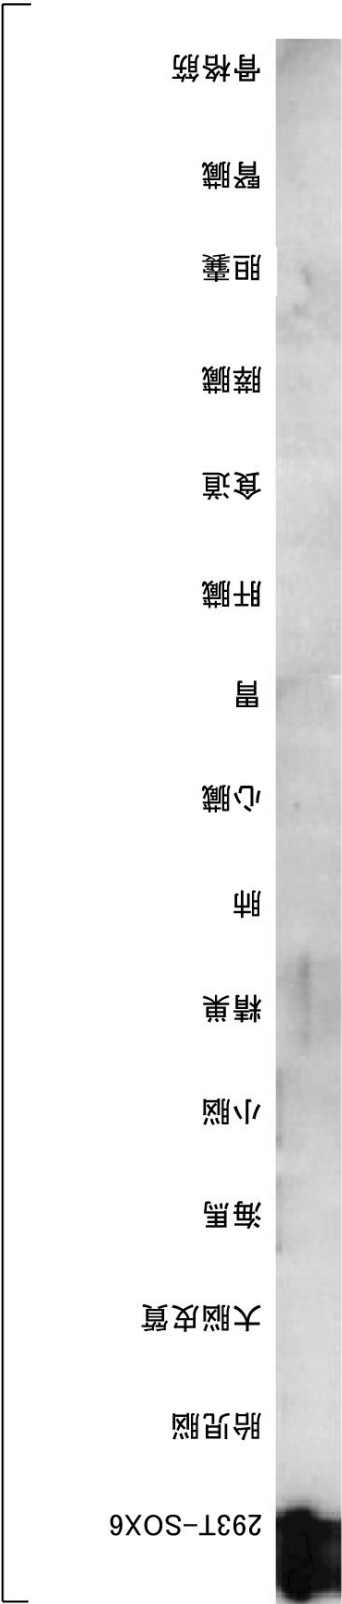 293T-SOX6
胎児脳
大脳皮質
海馬
小脳
精巣
肺
心臓
胃
肝臓
食道
膵臓
胆嚢
腎臓
骨格筋